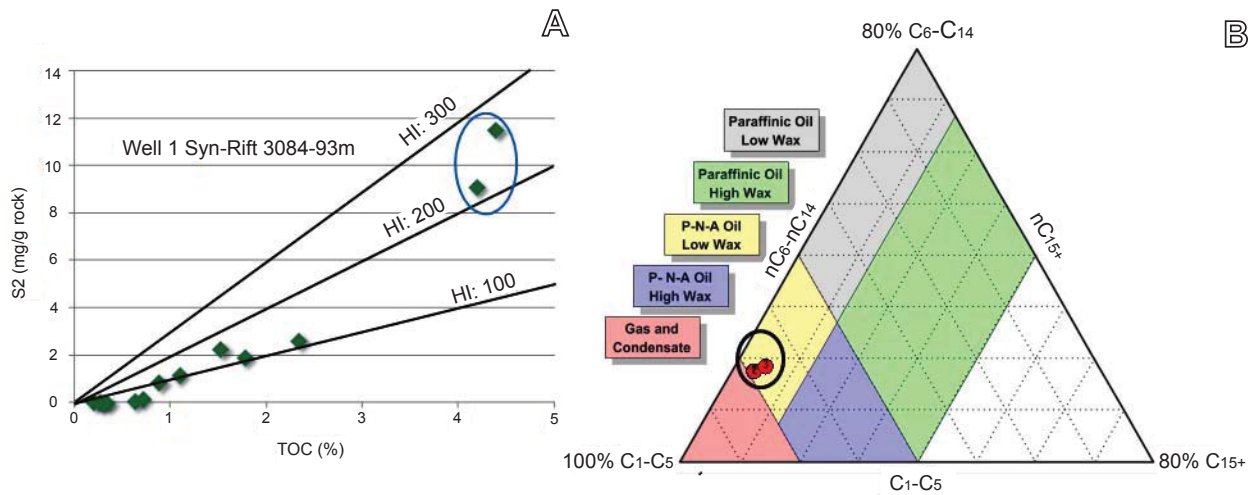 A
14
12
10
8
6
4
2
0
S2 (mg/g rock)
Well 1 Syn-Rift 3084-93m
HI: 300
HI: 200
HI: 100
0
1
2
3
4
5
TOC (%)
B
80% C6-C14
Paraffinic Oil
Low Wax
Paraffinic Oil
High Wax
P-N-A Oil
Low Wax
P- N-A Oil
High Wax
Gas and
Condensate
nC6-nC14
nC15+
100% C1-C5
C1-C5
80% C15+